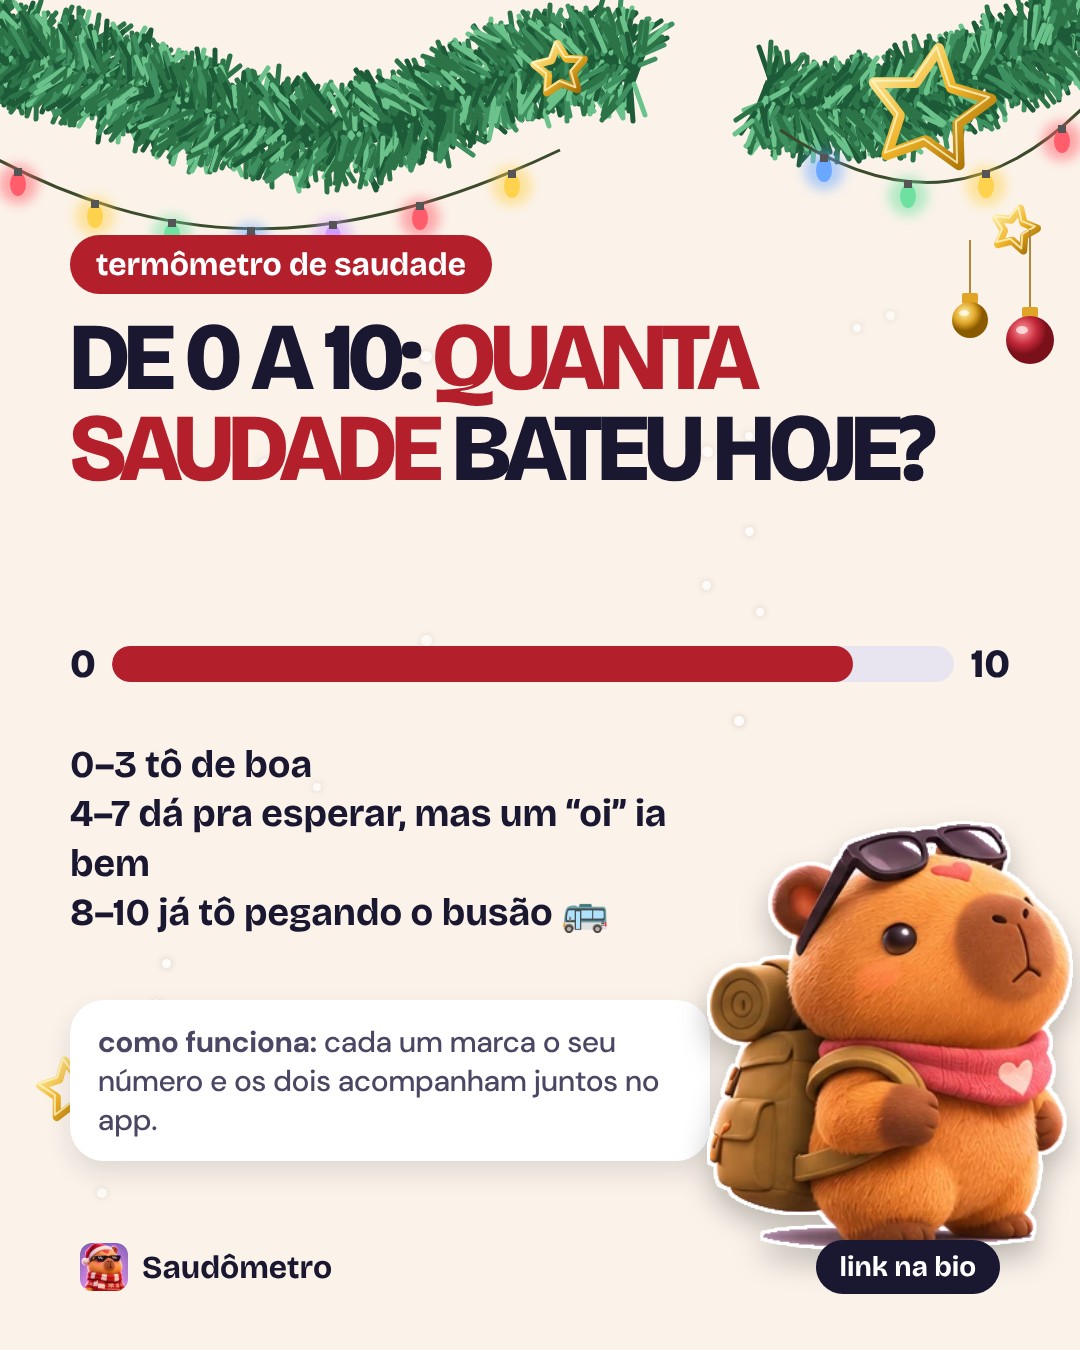 termômetro de saudade
DE 0 A 10: QUANTA
SAUDADE BATEU HOJE?
0 10
0–3 tô de boa
4–7 dá pra esperar, mas um “oi” ia
bem
8–10 já tô pegando o busão 🚌
como funciona: cada um marca o seu
número e os dois acompanham juntos no
app.
Saudômetro
link na bio